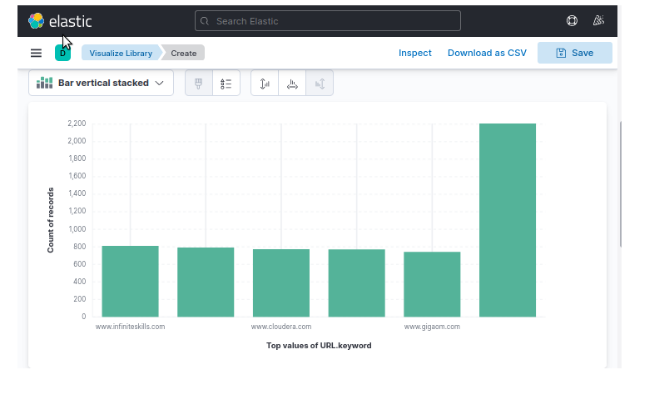 elastic
Search Elastic
D
Visualize Library
Create
Inspect
Download as CSV
Save
Bar vertical stacked
2,200
2,000
1,800
1,600
1,400
1,200
1,000
800
600
400
200
0
Count of records
www.infiniteskills.com
www.cloudera.com
www.gigaom.com
Top values of URL.keyword